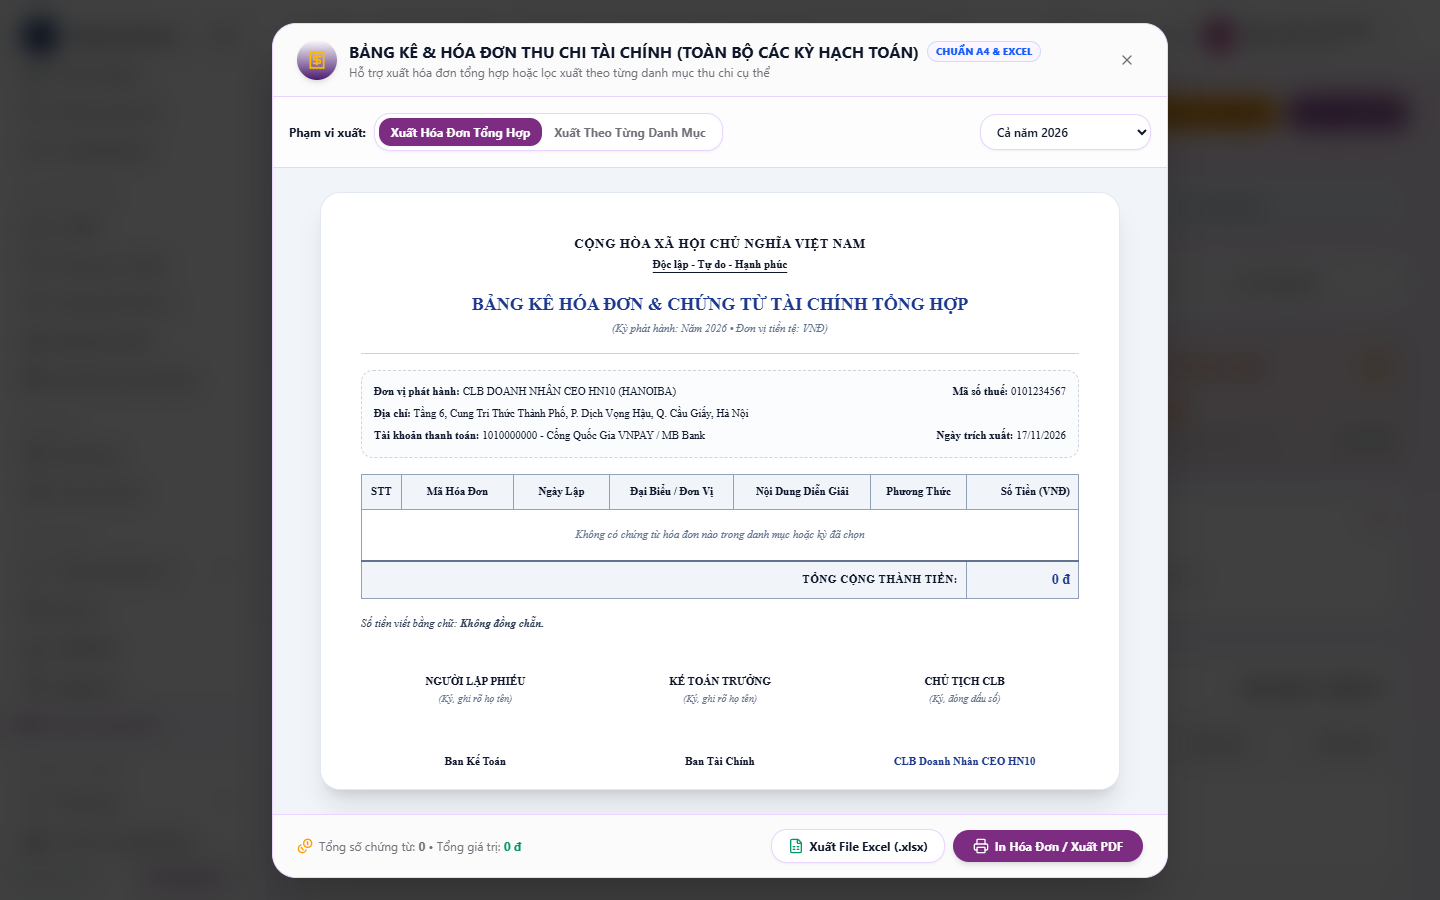 BẢNG KÊ & HÓA ĐƠN THU CHI TÀI CHÍNH (TOÀN BỘ CÁC KỲ HẠCH TOÁN) CHUẨN A4 & EXCEL
Hỗ trợ xuất hóa đơn tổng hợp hoặc lọc xuất theo từng danh mục thu chi cụ thể
Phạm vi xuất: Xuất Hóa Đơn Tổng Hợp Xuất Theo Từng Danh Mục Cả năm 2026
CỘNG HÒA XÃ HỘI CHỦ NGHĨA VIỆT NAM
Độc lập - Tự do - Hạnh phúc
BẢNG KÊ HÓA ĐƠN & CHỨNG TỪ TÀI CHÍNH TỔNG HỢP
(Kỳ phát hành: Năm 2026 • Đơn vị tiền tệ: VNĐ)
Đơn vị phát hành: CLB DOANH NHÂN CEO HN10 (HANOIBA) Mã số thuế: 0101234567
Địa chỉ: Tầng 6, Cung Tri Thức Thành Phố, P. Dịch Vọng Hậu, Q. Cầu Giấy, Hà Nội
Tài khoản thanh toán: 1010000000 - Cổng Quốc Gia VNPAY / MB Bank Ngày trích xuất: 17/11/2026
STT Mã Hóa Đơn Ngày Lập Đại Biểu / Đơn Vị Nội Dung Diễn Giải Phương Thức Số Tiền (VNĐ)
Không có chứng từ hóa đơn nào trong danh mục hoặc kỳ đã chọn
TỔNG CỘNG THÀNH TIỀN: 0 đ
Số tiền viết bằng chữ: Không đồng chẵn.
NGƯỜI LẬP PHIẾU KẾ TOÁN TRƯỞNG CHỦ TỊCH CLB
(Ký, ghi rõ họ tên) (Ký, ghi rõ họ tên) (Ký, đóng dấu số)
Ban Kế Toán Ban Tài Chính CLB Doanh Nhân CEO HN10
Tổng số chứng từ: 0 • Tổng giá trị: 0 đ Xuất File Excel (.xlsx) In Hóa Đơn / Xuất PDF